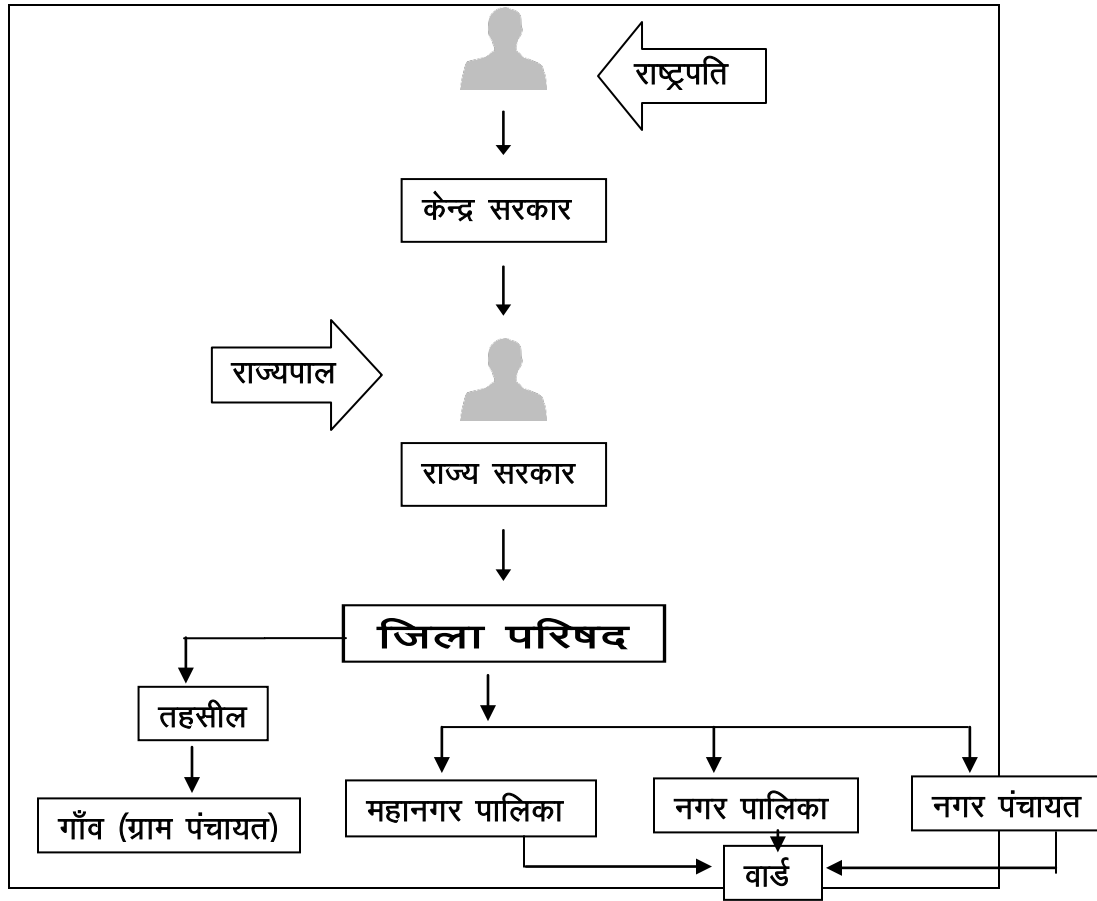 राष्ट्रपति
केन्द्र सरकार
राज्यपाल
राज्य सरकार
जिला परिषद
तहसील
गाँव (ग्राम पंचायत)
महानगर पालिका
नगर पालिका
नगर पंचायत
वार्ड